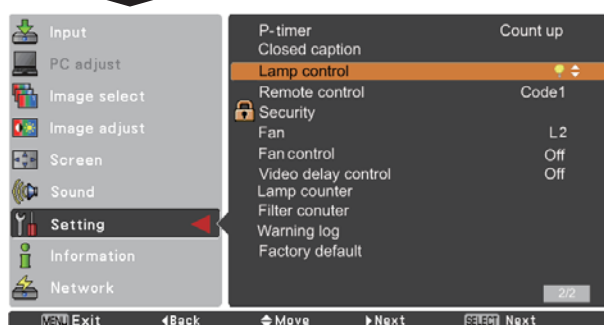 Input
PC adjust
Image select
Image adjust
Screen
Sound
Setting
Information
Network
P-timer Count up
Closed caption
Lamp control
Remote control Code1
Security
Fan L2
Fan control Off
Video delay control Off
Lamp counter
Filter conuter
Warning log
Factory default
2/2
MENU Exit Back Move Next SELECT Next